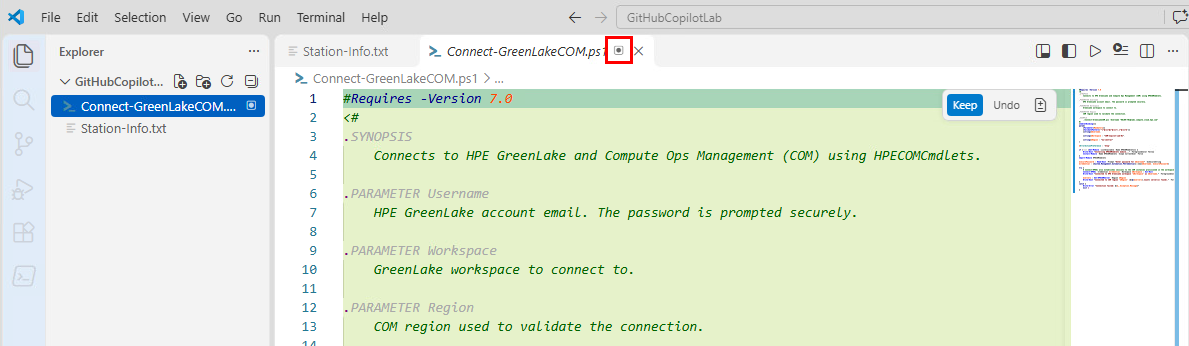 File Edit Selection View Go Run Terminal Help
GitHubCopilotLab
Explorer
Station-Info.txt
Connect-GreenLakeCOM.ps1
GitHubCopilot...
Connect-GreenLakeCOM.ps1 > ...
Connect-GreenLakeCOM....
Station-Info.txt
Keep Undo
1 #Requires -Version 7.0
2 <#
3 .SYNOPSIS
4 Connects to HPE GreenLake and Compute Ops Management (COM) using HPECOMCmdlets.
5
6 .PARAMETER Username
7 HPE GreenLake account email. The password is prompted securely.
8
9 .PARAMETER Workspace
10 GreenLake workspace to connect to.
11
12 .PARAMETER Region
13 COM region used to validate the connection.
14